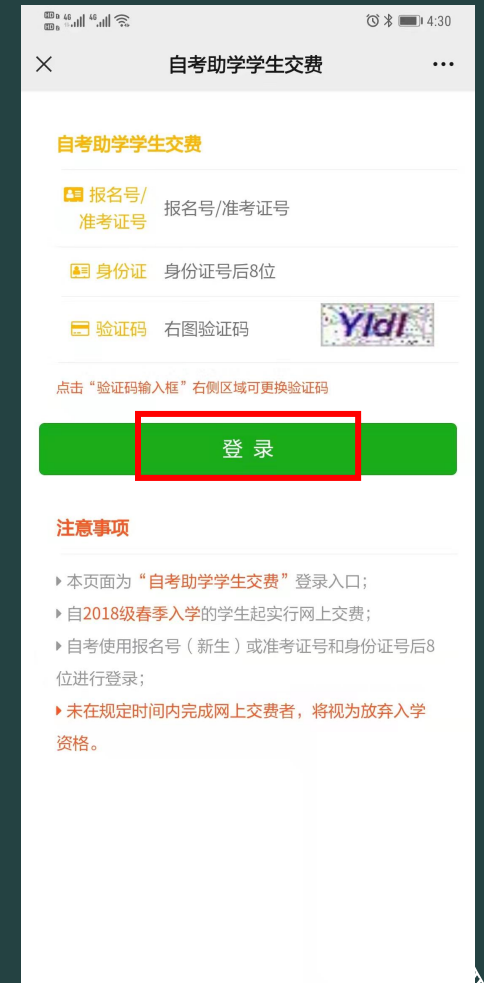 HD 4G 4G 4:30
自考助学学生交费
自考助学学生交费
报名号/
准考证号
报名号/准考证号
身份证 身份证号后8位
验证码 右图验证码 YIdI
点击“验证码输入框”右侧区域可更换验证码
登 录
注意事项
本页面为“自考助学学生交费”登录入口；
自2018级春季入学的学生起实行网上交费；
自考使用报名号（新生）或准考证号和身份证号后8
位进行登录；
未在规定时间内完成网上交费者，将视为放弃入学
资格。